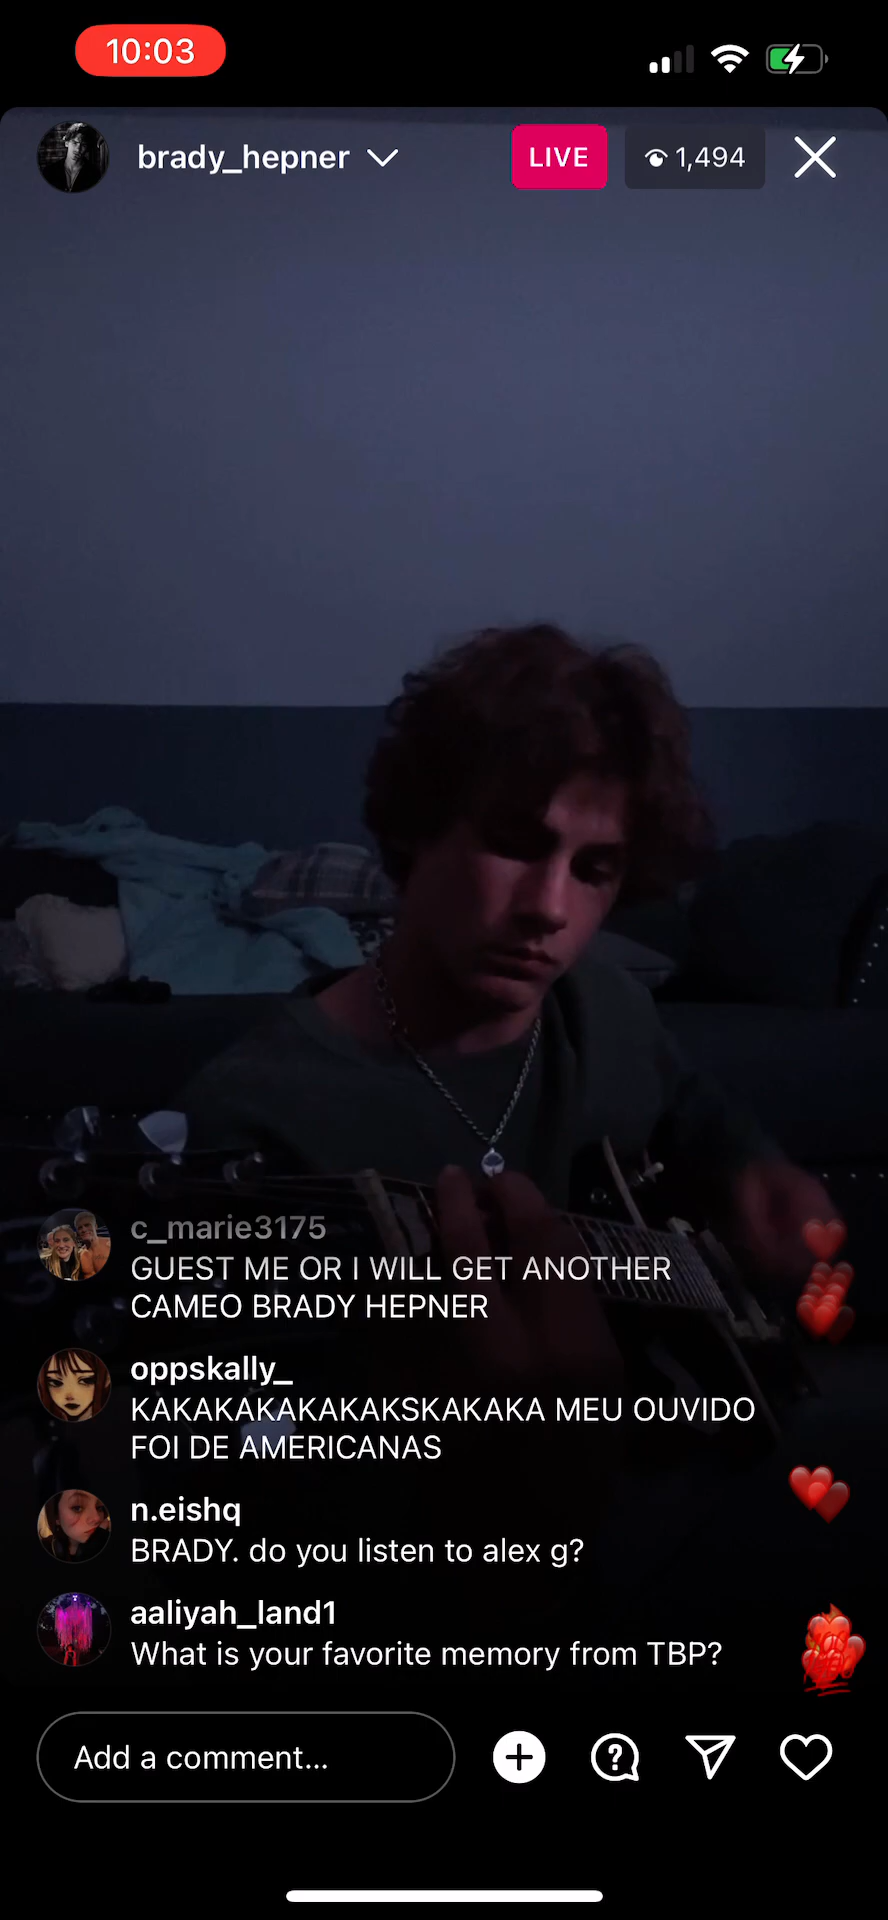 10:03
brady_hepner
LIVE
1,494
c_marie3175
GUEST ME OR I WILL GET ANOTHER
CAMEO BRADY HEPNER
oppskally_
KAKAKAKAKAKAKSKAKAKA MEU OUVIDO
FOI DE AMERICANAS
n.eishq
BRADY. do you listen to alex g?
aaliyah_land1
What is your favorite memory from TBP?
Add a comment...